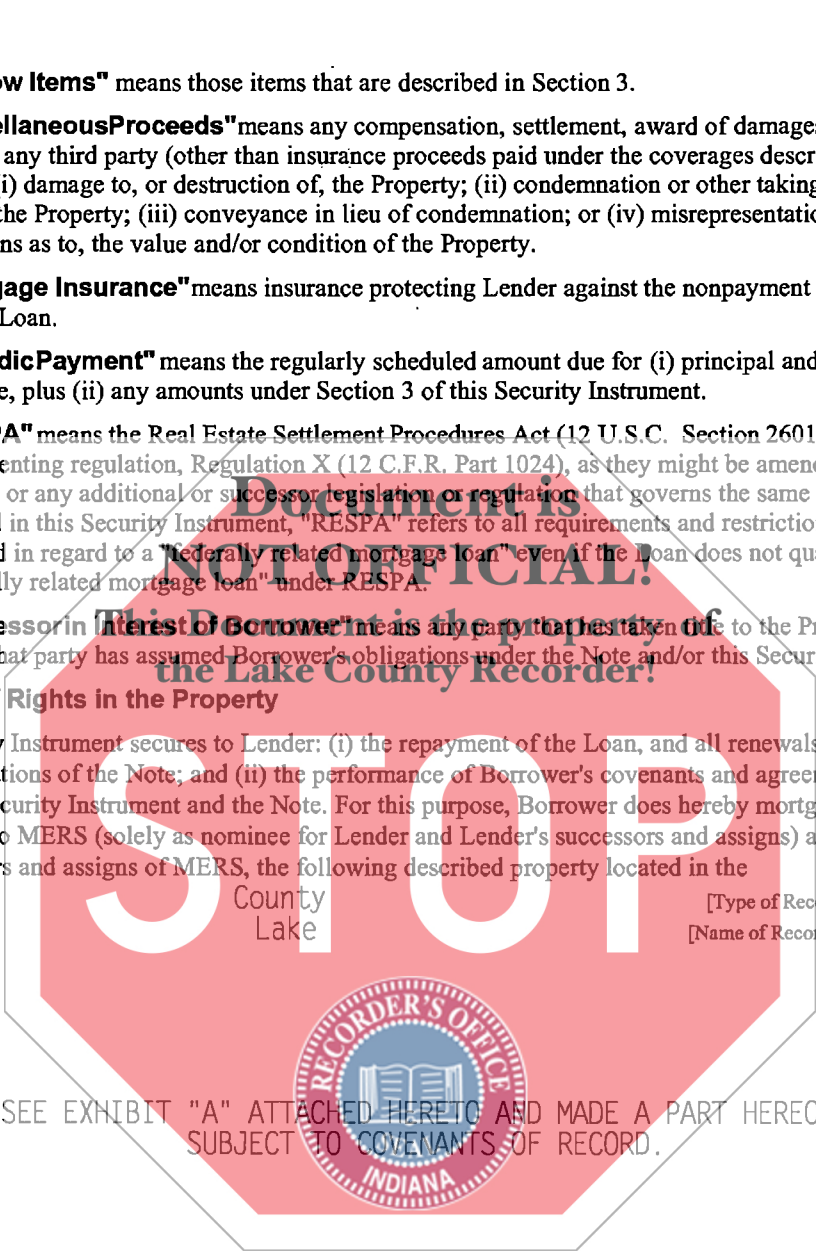 ow Items" means those items that are described in Section 3.
ellaneousProceeds"means any compensation, settlement, award of damages
any third party (other than insurance proceeds paid under the coverages descr
i) damage to, or destruction of, the Property; (ii) condemnation or other taking
he Property; (iii) conveyance in lieu of condemnation; or (iv) misrepresentatio
ns as to, the value and/or condition of the Property.
gage Insurance"means insurance protecting Lender against the nonpayment
Loan.
dicPayment" means the regularly scheduled amount due for (i) principal and
e, plus (ii) any amounts under Section 3 of this Security Instrument.
PA" means the Real Estate Settlement Procedures Act (12 U.S.C. Section 2601
enting regulation, Regulation X (12 C.F.R. Part 1024), as they might be amend
or any additional or successor legislation or regulation that governs the same
Document is
l in this Security Instrument, "RESPA" refers to all requirements and restriction
d in regard to a "federally related mortgage loan" even if the Loan does not qua
NOT OFFICIAL!
lly related mortgage loan" under RESPA.
essorin Interest of Borrower"means any party that has taken title to the Pr
This Document is the property of
hat party has assumed Borrower's obligations under the Note and/or this Secur
the Lake County Recorder!
Rights in the Property
y Instrument secures to Lender: (i) the repayment of the Loan, and all renewals
tions of the Note; and (ii) the performance of Borrower's covenants and agreer
curity Instrument and the Note. For this purpose, Borrower does hereby mortg
o MERS (solely as nominee for Lender and Lender's successors and assigns) a
s and assigns of MERS, the following described property located in the
STOP
County [Type of Reco
Lake [Name of Recor
RECORDER'S OFFICE
SEE EXHIBIT "A" ATTACHED HERETO AND MADE A PART HEREO
SUBJECT TO COVENANTS OF RECORD.
INDIANA